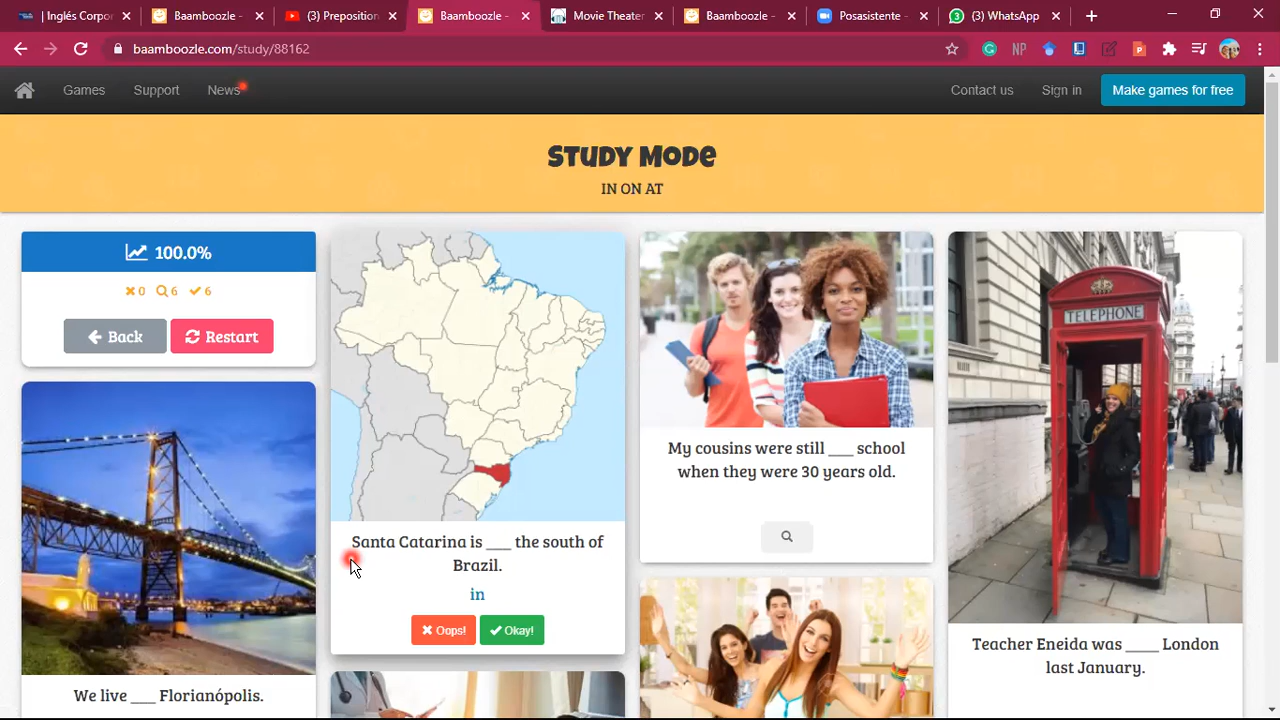 Inglés Corpor
Baamboozle -
(3) Preposition
Baamboozle -
Movie Theater
Baamboozle -
Posasistente -
(3) WhatsApp
baamboozle.com/study/88162
NP
Games
Support
News
Contact us
Sign in
Make games for free
STUDY MODE
IN ON AT
100.0%
0
6
6
Back
Restart
We live ___ Florianópolis.
Santa Catarina is ___ the south of
Brazil.
in
Oops!
Okay!
My cousins were still ___ school
when they were 30 years old.
TELEPHONE
Teacher Eneida was ____ London
last January.